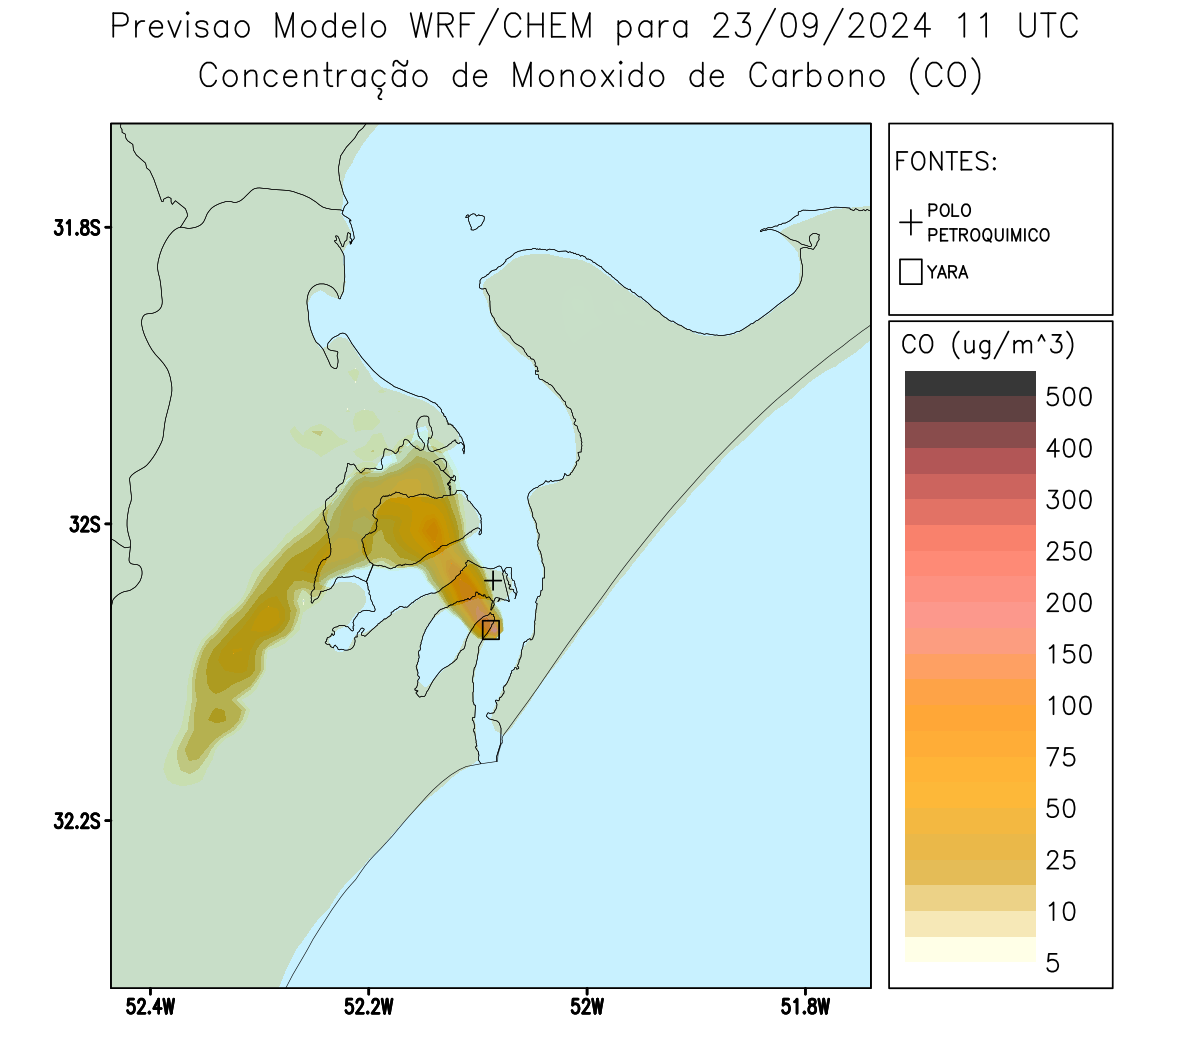 Previsao Modelo WRF/CHEM para 23/09/2024 11 UTC
Concentração de Monoxido de Carbono (CO)
FONTES:
POLO
PETROQUIMICO
YARA
CO (ug/m^3)
500
400
300
250
200
150
100
75
50
25
10
5
31.8S
32S
32.2S
52.4W
52.2W
52W
51.8W